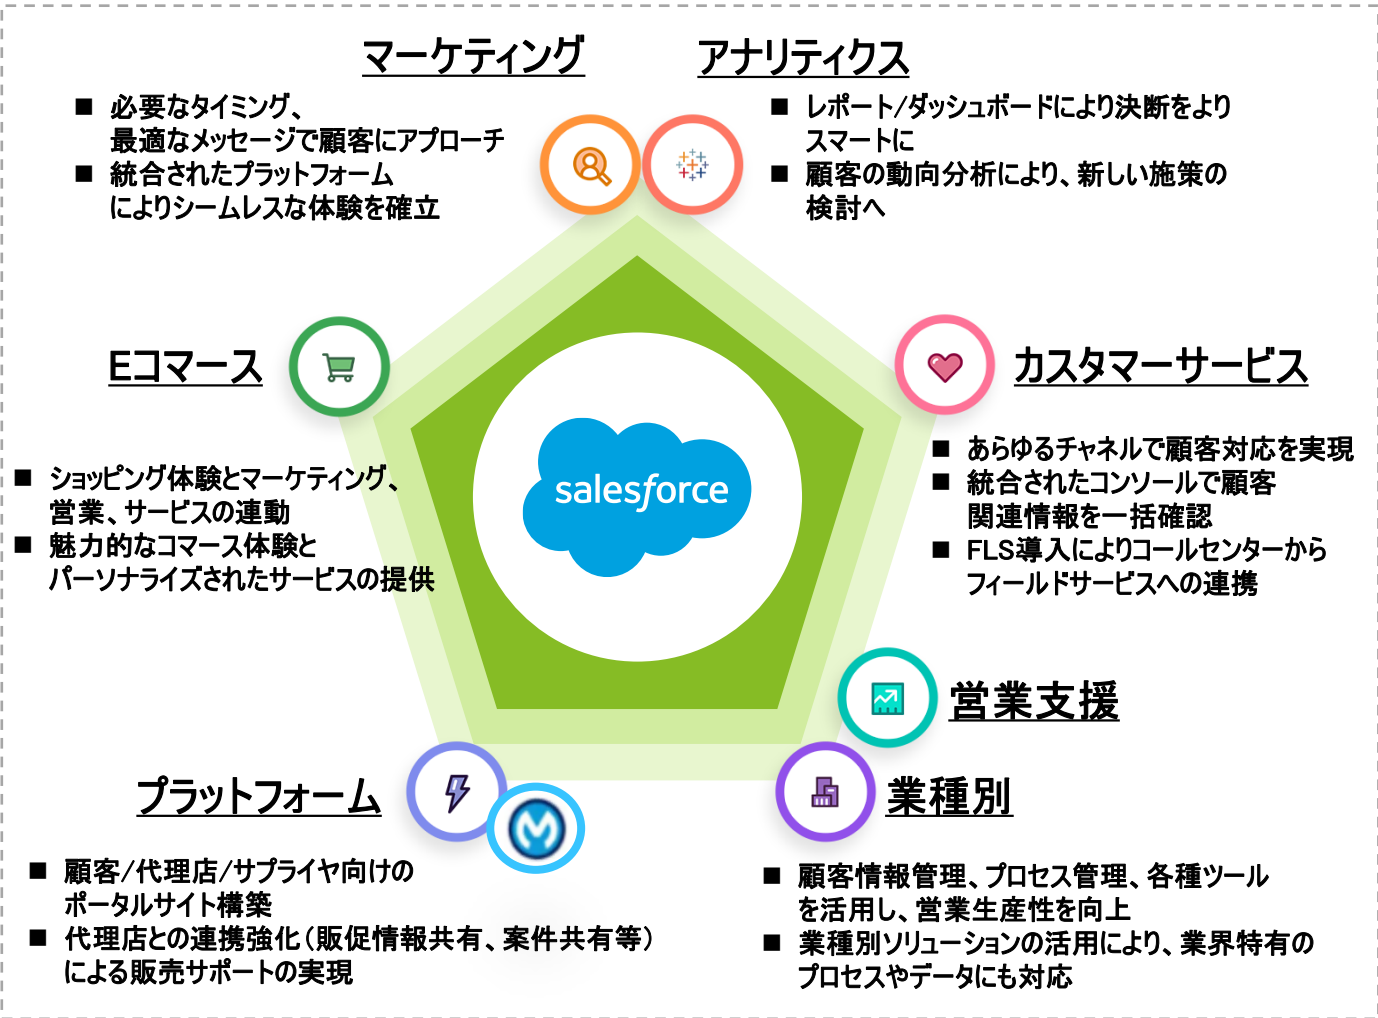 マーケティング
■ 必要なタイミング、
最適なメッセージで顧客にアプローチ
■ 統合されたプラットフォーム
によりシームレスな体験を確立
アナリティクス
■ レポート/ダッシュボードにより決断をより
スマートに
■ 顧客の動向分析により、新しい施策の
検討へ
Eコマース
■ ショッピング体験とマーケティング、
営業、サービスの連動
■ 魅力的なコマース体験と
パーソナライズされたサービスの提供
salesforce
カスタマーサービス
■ あらゆるチャネルで顧客対応を実現
■ 統合されたコンソールで顧客
関連情報を一括確認
■ FLS導入によりコールセンターから
フィールドサービスへの連携
営業支援
業種別
■ 顧客情報管理、プロセス管理、各種ツール
を活用し、営業生産性を向上
■ 業種別ソリューションの活用により、業界特有の
プロセスやデータにも対応
プラットフォーム
■ 顧客/代理店/サプライヤ向けの
ポータルサイト構築
■ 代理店との連携強化（販促情報共有、案件共有等）
による販売サポートの実現